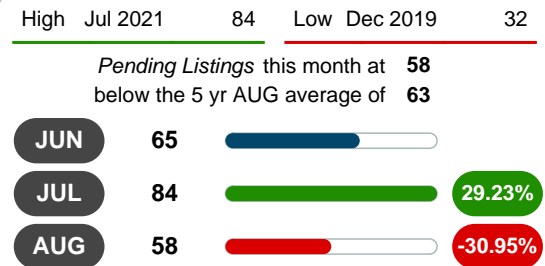 High Jul 2021 84 Low Dec 2019 32
Pending Listings this month at 58
below the 5 yr AUG average of 63
JUN 65
JUL 84 29.23%
AUG 58 -30.95%